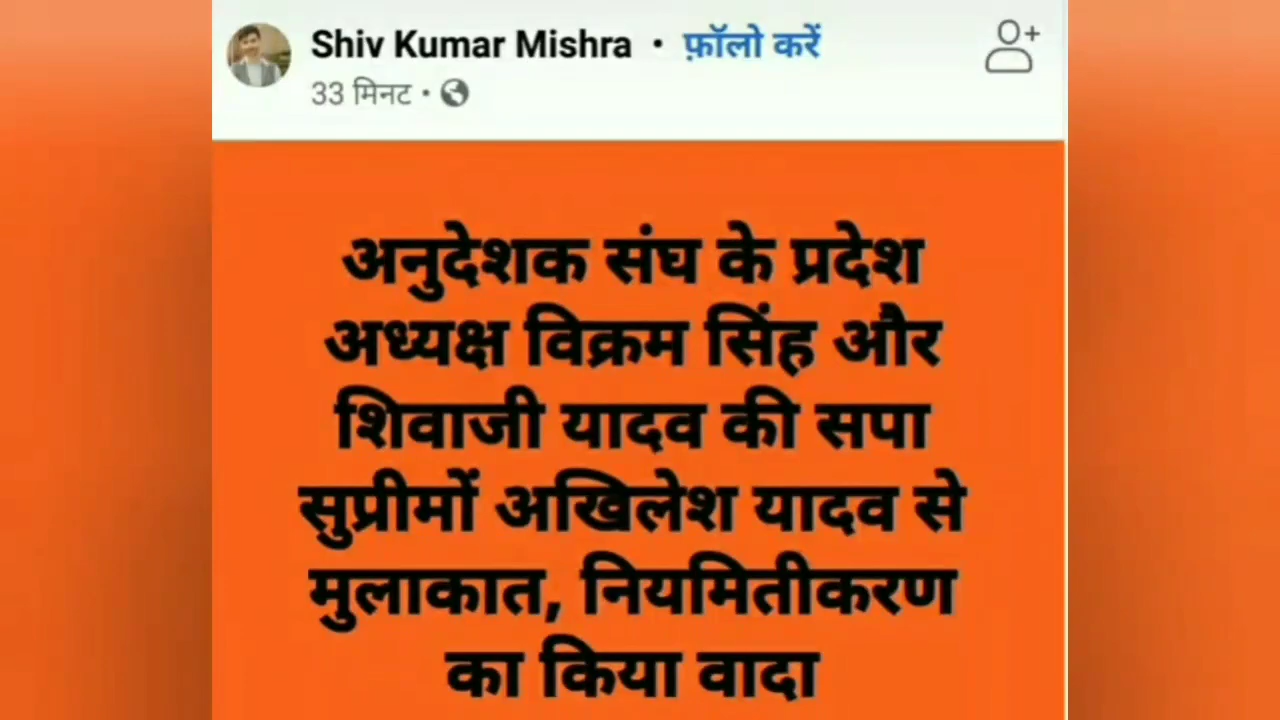 Shiv Kumar Mishra • फ़ॉलो करें
33 मिनट •
अनुदेशक संघ के प्रदेश
अध्यक्ष विक्रम सिंह और
शिवाजी यादव की सपा
सुप्रीमों अखिलेश यादव से
मुलाकात, नियमितीकरण
का किया वादा